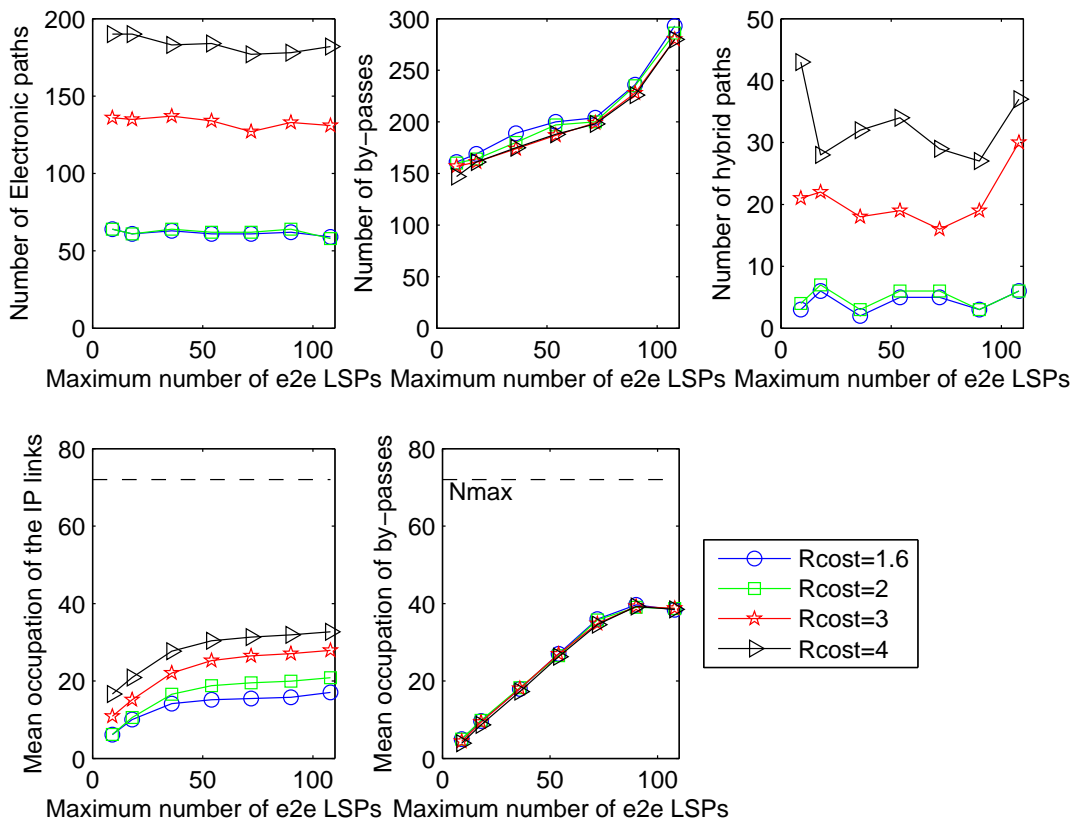 Number of Electronic paths
200
150
100
50
0
0
50
100
Maximum number of e2e LSPs
Number of by−passes
300
250
200
150
100
50
0
0
50
100
Maximum number of e2e LSPs
Number of hybrid paths
50
40
30
20
10
0
0
50
100
Maximum number of e2e LSPs
Mean occupation of the IP links
80
60
40
20
0
0
50
100
Maximum number of e2e LSPs
Mean occupation of by−passes
80
60
40
20
0
Nmax
0
50
100
Maximum number of e2e LSPs
Rcost=1.6
Rcost=2
Rcost=3
Rcost=4